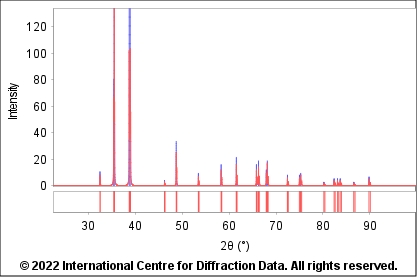 120
100
80
60
40
20
0
Intensity
30 40 50 60 70 80 90
2θ (°)
© 2022 International Centre for Diffraction Data. All rights reserved.